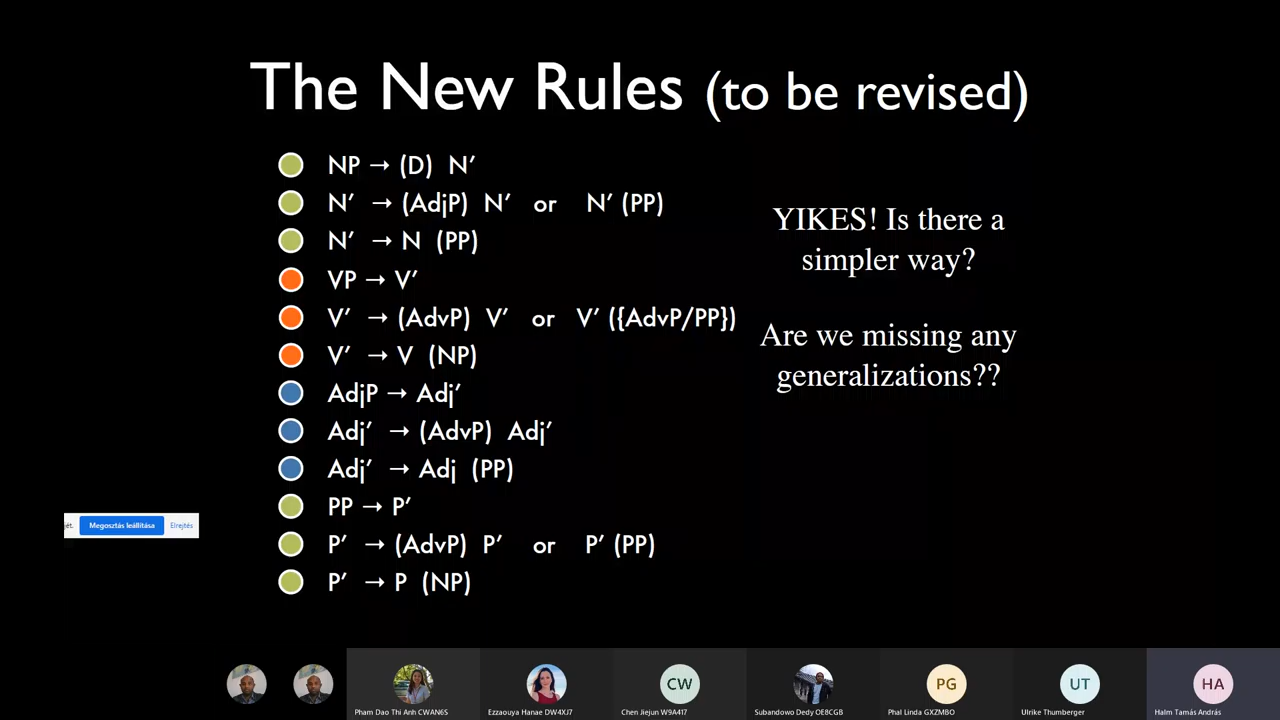 The New Rules (to be revised)
NP → (D) N′
N′ → (AdjP) N′ or N′ (PP)
N′ → N (PP)
VP → V′
V′ → (AdvP) V′ or V′ ({AdvP/PP})
V′ → V (NP)
AdjP → Adj′
Adj′ → (AdvP) Adj′
Adj′ → Adj (PP)
PP → P′
P′ → (AdvP) P′ or P′ (PP)
P′ → P (NP)
YIKES! Is there a
simpler way?
Are we missing any
generalizations??
jét. Megosztás leállítása Elrejtés
CW
PG
UT
HA
Pham Dao Thi Anh CWAN6S
Ezzaouya Hanae DW4XJ7
Chen Jiejun W9A417
Subandowo Dedy OE8CGB
Phal Linda GXZMBO
Ulrike Thumberger
Halm Tamás András